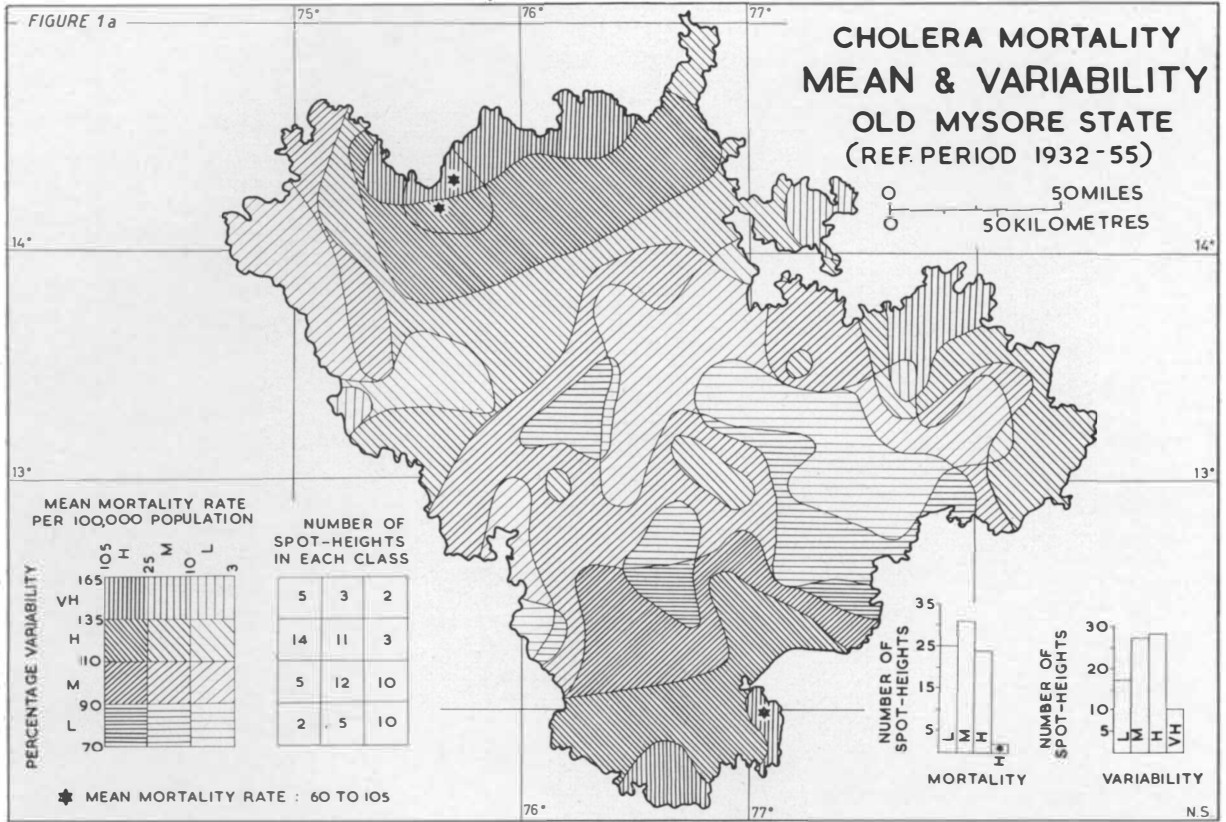 FIGURE 1a
75°
76°
77°
CHOLERA MORTALITY
MEAN & VARIABILITY
OLD MYSORE STATE
(REF. PERIOD 1932-55)
0 50 MILES
0 50 KILOMETRES
14°
14°
13°
13°
MEAN MORTALITY RATE
PER 100,000 POPULATION
105 H 25 M 10 L 3
PERCENTAGE VARIABILITY
165
VH
135
H
110
M
90
L
70
NUMBER OF
SPOT-HEIGHTS
IN EACH CLASS
5 3 2
14 11 3
5 12 10
2 5 10
✱ MEAN MORTALITY RATE : 60 TO 105
NUMBER OF
SPOT-HEIGHTS
35
25
15
5
L M H H✱
MORTALITY
NUMBER OF
SPOT-HEIGHTS
30
20
10
5
L M H VH
VARIABILITY
76°
77°
N.S.